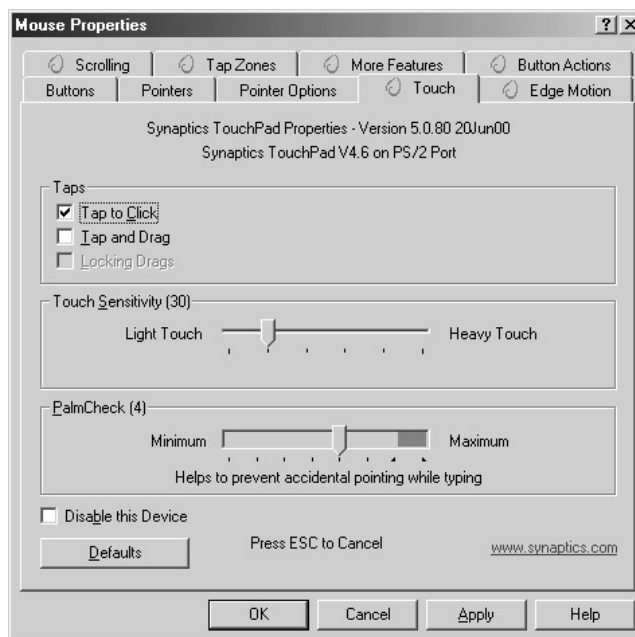 Mouse Properties
Scrolling Tap Zones More Features Button Actions
Buttons Pointers Pointer Options Touch Edge Motion
Synaptics TouchPad Properties - Version 5.0.80 20Jun00
Synaptics TouchPad V4.6 on PS/2 Port
Taps
Tap to Click
Tap and Drag
Locking Drags
Touch Sensitivity (30)
Light Touch Heavy Touch
PalmCheck (4)
Minimum Maximum
Helps to prevent accidental pointing while typing
Disable this Device
Defaults Press ESC to Cancel www.synaptics.com
OK Cancel Apply Help